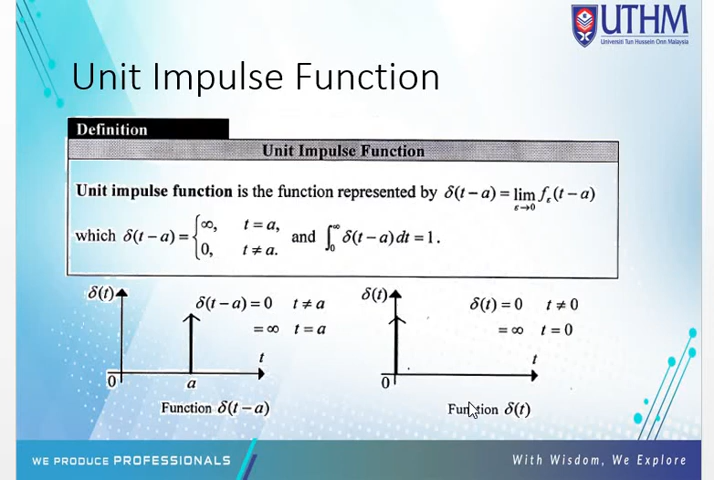 UTHM
Universiti Tun Hussein Onn Malaysia
Unit Impulse Function
Definition
Unit Impulse Function
Unit impulse function is the function represented by δ(t − a) = lim_{ε→0} f_ε(t − a)
which δ(t − a) = {∞, t = a, 0, t ≠ a. and ∫_0^∞ δ(t − a) dt = 1.
δ(t)
δ(t − a) = 0 t ≠ a
= ∞ t = a
t
0
a
Function δ(t − a)
δ(t)
δ(t) = 0 t ≠ 0
= ∞ t = 0
t
0
Function δ(t)
WE PRODUCE PROFESSIONALS
With Wisdom, We Explore